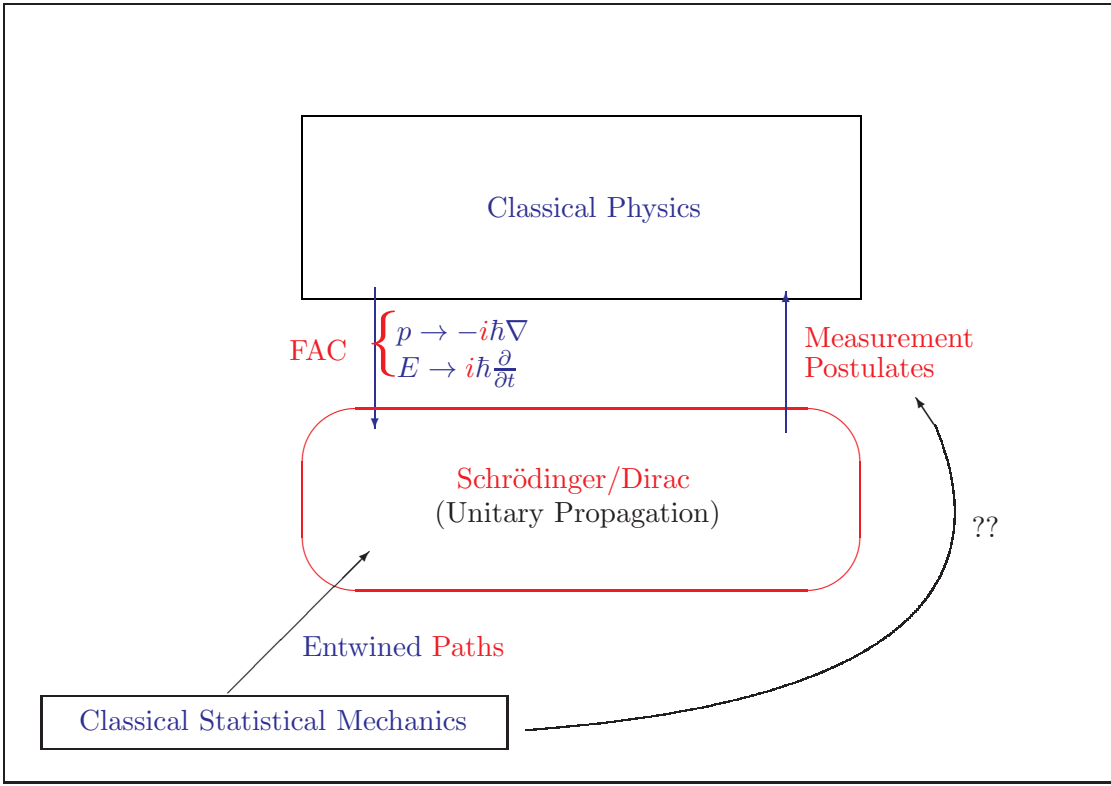 Classical Physics
FAC
{ p → −iℏ∇
E → iℏ ∂/∂t
Measurement
Postulates
Schrödinger/Dirac
(Unitary Propagation)
??
Entwined Paths
Classical Statistical Mechanics